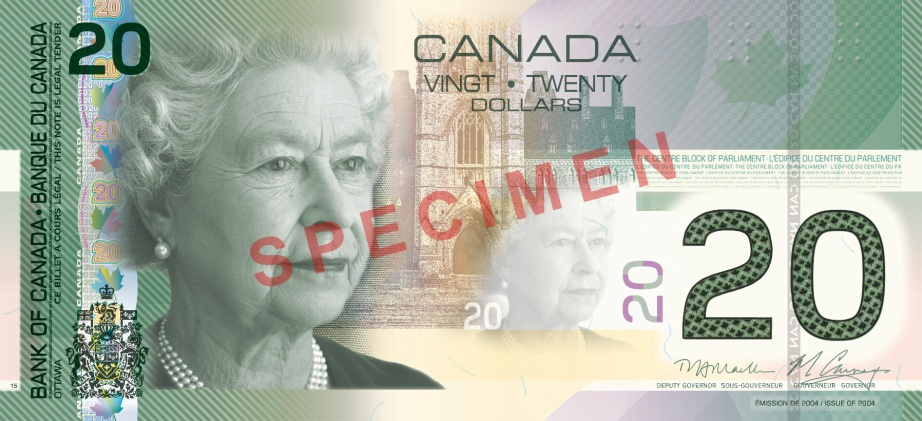 BANK OF CANADA • BANQUE DU CANADA
OTTAWA CE BILLET A COURS LÉGAL THIS NOTE IS LEGAL TENDER
20
CANADA
VINGT • TWENTY
DOLLARS
THE CENTRE BLOCK OF PARLIAMENT · L'ÉDIFICE DU CENTRE DU PARLEMENT
SPECIMEN
20
20
20
DEPUTY GOVERNOR SOUS-GOUVERNEUR GOUVERNEUR GOVERNOR
15
ÉMISSION DE 2004 / ISSUE OF 2004